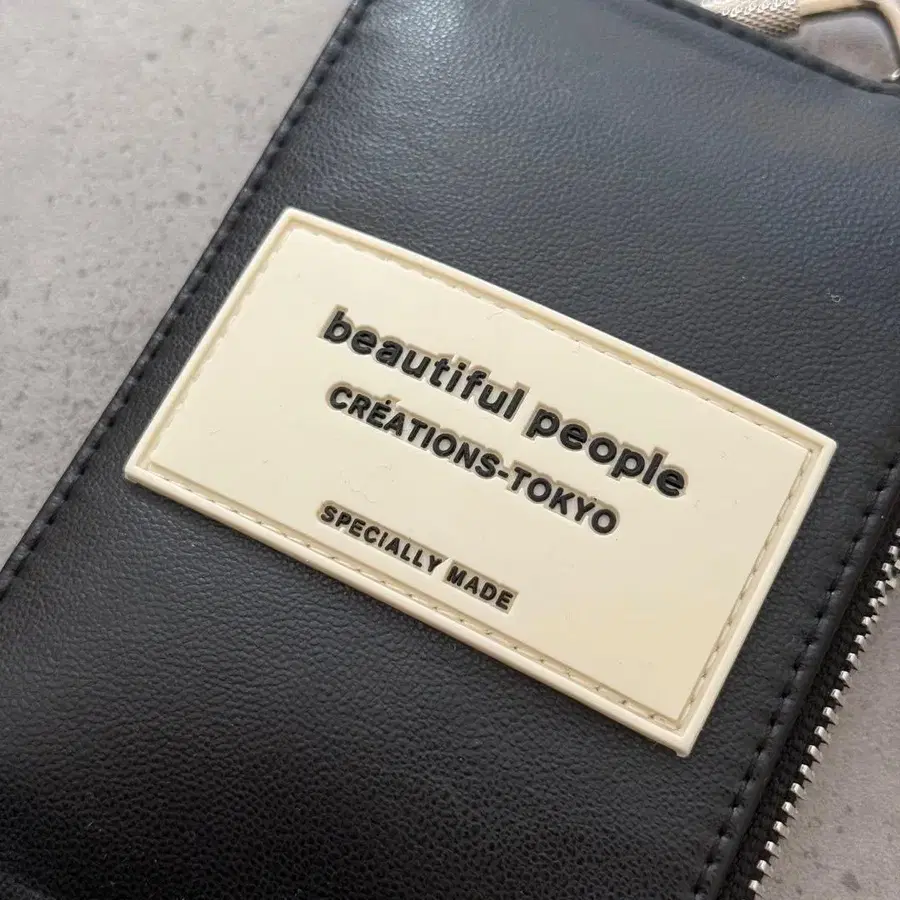 beautiful people
CRÉATIONS-TOKYO
SPECIALLY MADE